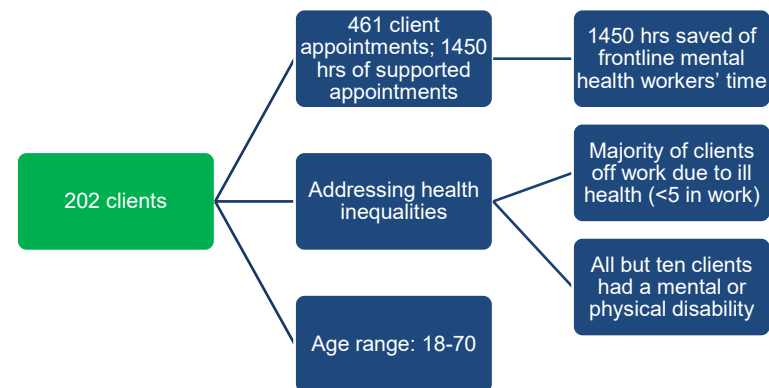 202 clients
461 client
appointments; 1450
hrs of supported
appointments
1450 hrs saved of
frontline mental
health workers’ time
Addressing health
inequalities
Majority of clients
off work due to ill
health (<5 in work)
All but ten clients
had a mental or
physical disability
Age range: 18-70